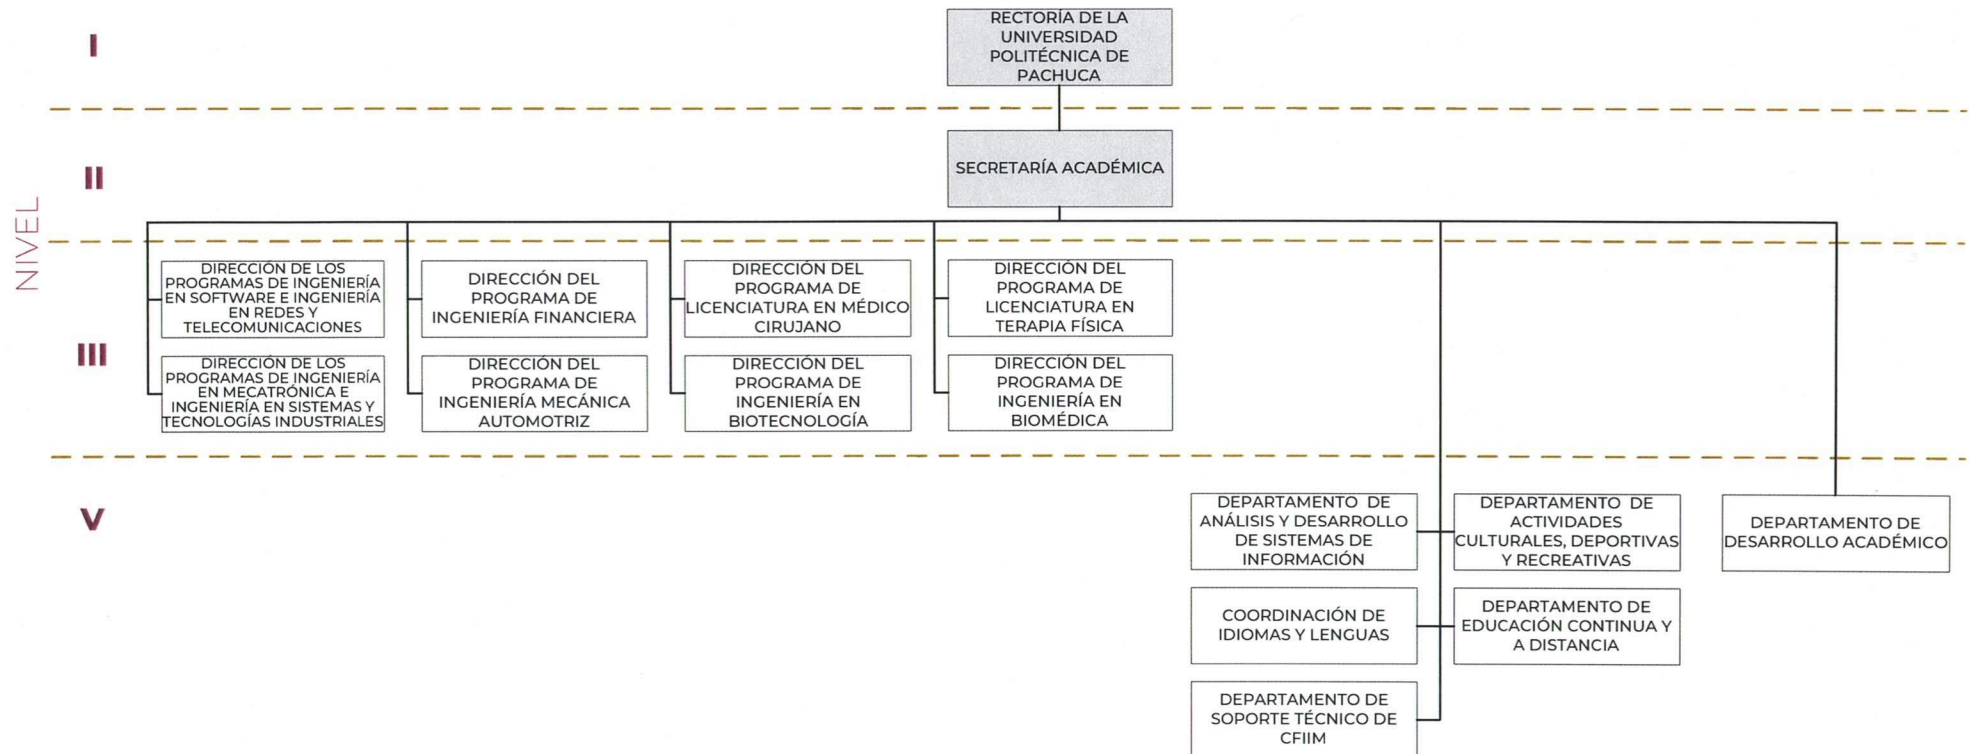 I
RECTORÍA DE LA
UNIVERSIDAD
POLITÉCNICA DE
PACHUCA
II
SECRETARÍA ACADÉMICA
NIVEL
III
DIRECCIÓN DE LOS
PROGRAMAS DE INGENIERÍA
EN SOFTWARE E INGENIERÍA
EN REDES Y
TELECOMUNICACIONES
DIRECCIÓN DEL
PROGRAMA DE
INGENIERÍA FINANCIERA
DIRECCIÓN DEL
PROGRAMA DE
LICENCIATURA EN MÉDICO
CIRUJANO
DIRECCIÓN DEL
PROGRAMA DE
LICENCIATURA EN
TERAPIA FÍSICA
DIRECCIÓN DE LOS
PROGRAMAS DE INGENIERÍA
EN MECATRÓNICA E
INGENIERÍA EN SISTEMAS Y
TECNOLOGÍAS INDUSTRIALES
DIRECCIÓN DEL
PROGRAMA DE
INGENIERÍA MECÁNICA
AUTOMOTRIZ
DIRECCIÓN DEL
PROGRAMA DE
INGENIERÍA EN
BIOTECNOLOGÍA
DIRECCIÓN DEL
PROGRAMA DE
INGENIERÍA EN
BIOMÉDICA
V
DEPARTAMENTO DE
ANÁLISIS Y DESARROLLO
DE SISTEMAS DE
INFORMACIÓN
DEPARTAMENTO DE
ACTIVIDADES
CULTURALES, DEPORTIVAS
Y RECREATIVAS
DEPARTAMENTO DE
DESARROLLO ACADÉMICO
COORDINACIÓN DE
IDIOMAS Y LENGUAS
DEPARTAMENTO DE
EDUCACIÓN CONTINUA Y
A DISTANCIA
DEPARTAMENTO DE
SOPORTE TÉCNICO DE
CFIIM